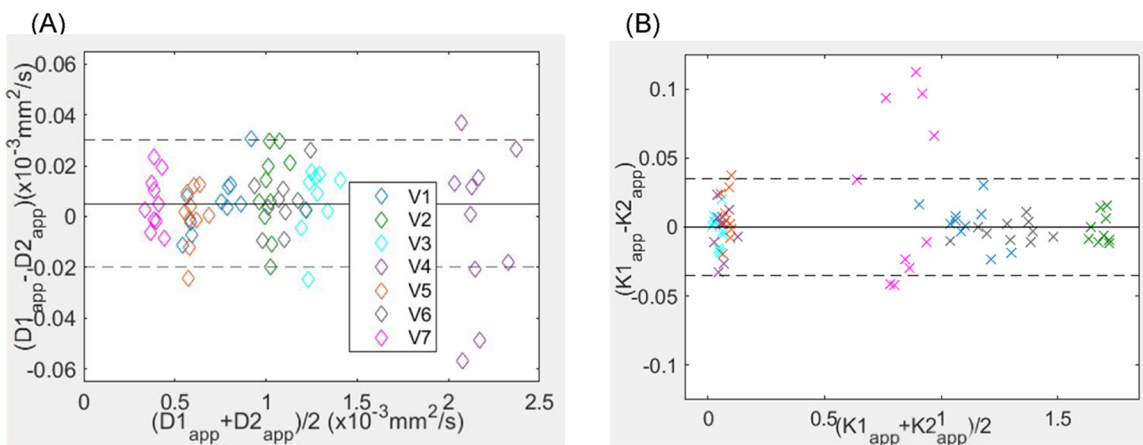 (A)
(D1app-D2app)(x10-3mm2/s)
0.06
0.04
0.02
0
-0.02
-0.04
-0.06
0
0.5
1
1.5
2
2.5
(D1app+D2app)/2 (x10-3mm2/s)
V1
V2
V3
V4
V5
V6
V7
(B)
(K1app-K2app)
0.1
0.05
0
-0.05
-0.1
0
0.5
1
1.5
(K1app+K2app)/2